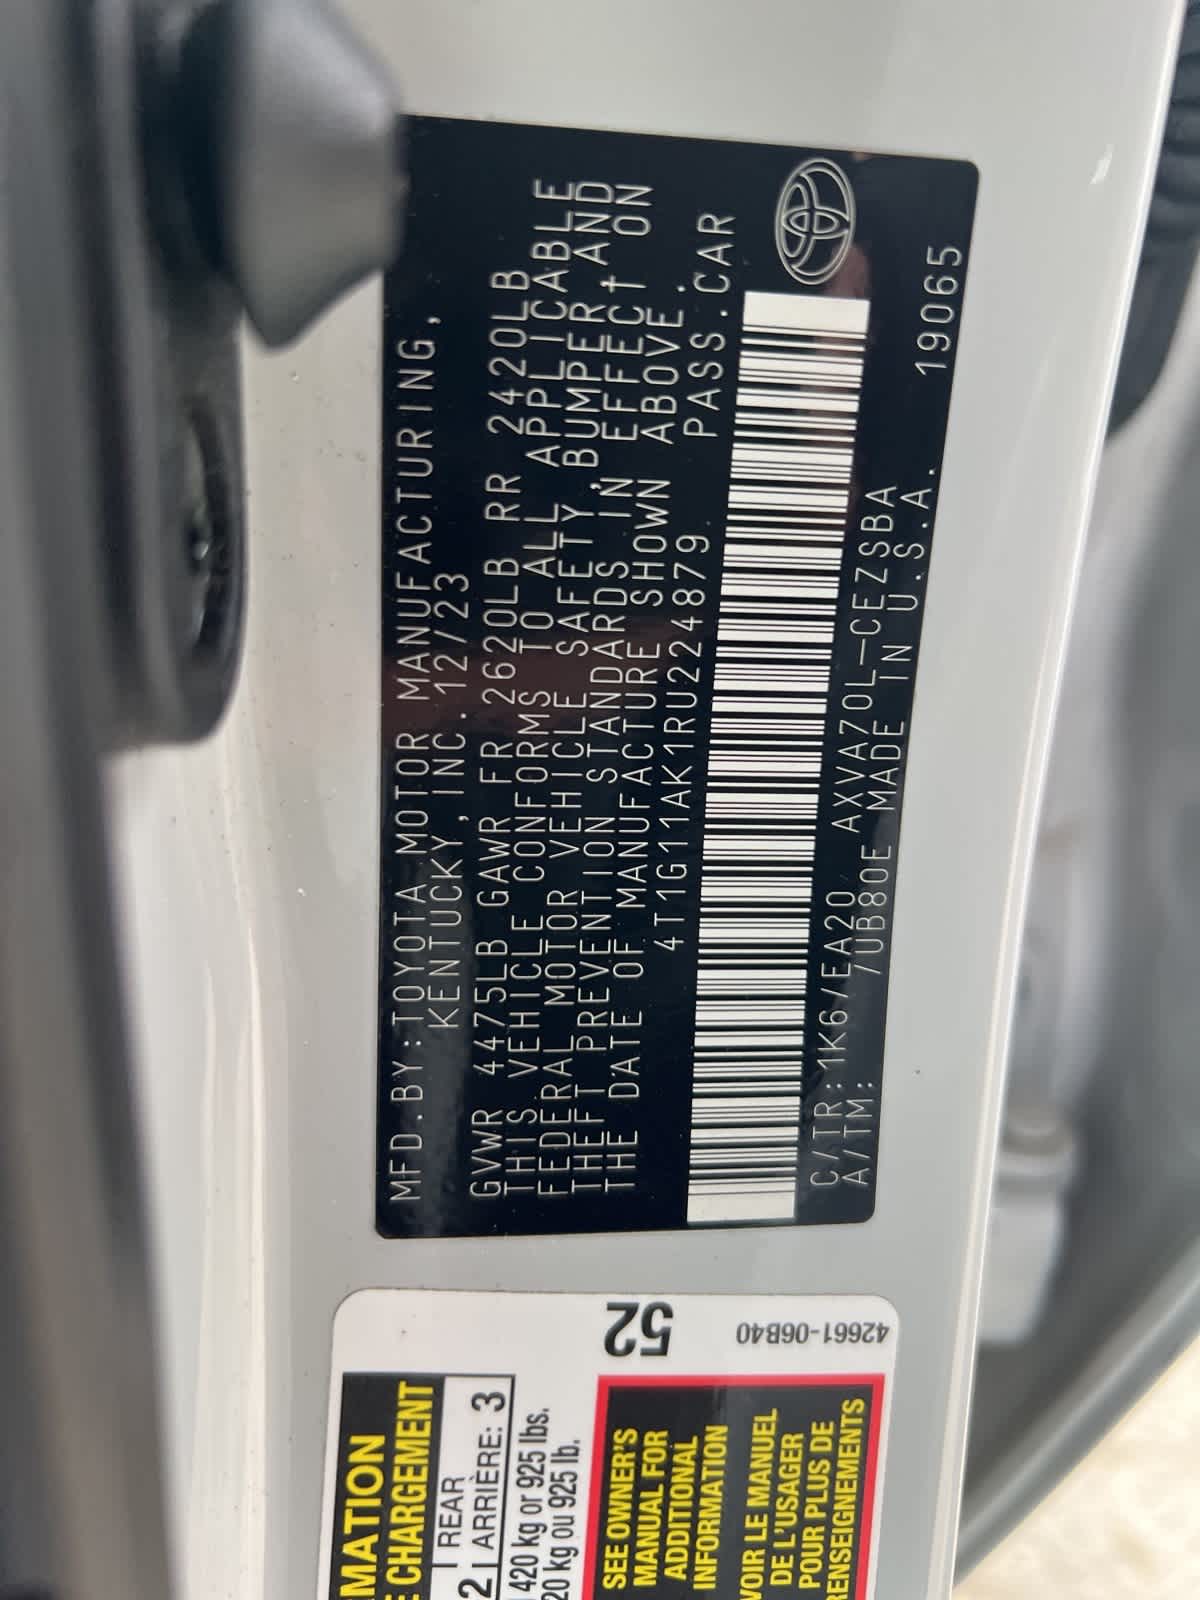 MFD.BY:TOYOTA MOTOR MANUFACTURING,
KENTUCKY,INC. 12/23
GVWR 4475LB GAWR FR 2620LB RR 2420LB
THIS VEHICLE CONFORMS TO ALL APPLICABLE
FEDERAL MOTOR VEHICLE SAFETY,BUMPER,AND
THEFT PREVENTION STANDARDS IN EFFECT ON
THE DATE OF MANUFACTURE SHOWN ABOVE.
4T1G11AK1RU224879 PASS.CAR
C/TR:1K6/EA20 AXVA70L-CEZSBA
A/TM: /UB80E MADE IN U.S.A. 19065
52
42661-06B40
REAR
2 ARRIÈRE: 3
420 kg or 925 lbs.
20 kg ou 925 lb.
CHARGEMENT
SEE OWNER'S
MANUAL FOR
ADDITIONAL
INFORMATION
VOIR LE MANUEL
DE L'USAGER
POUR PLUS DE
RENSEIGNEMENTS